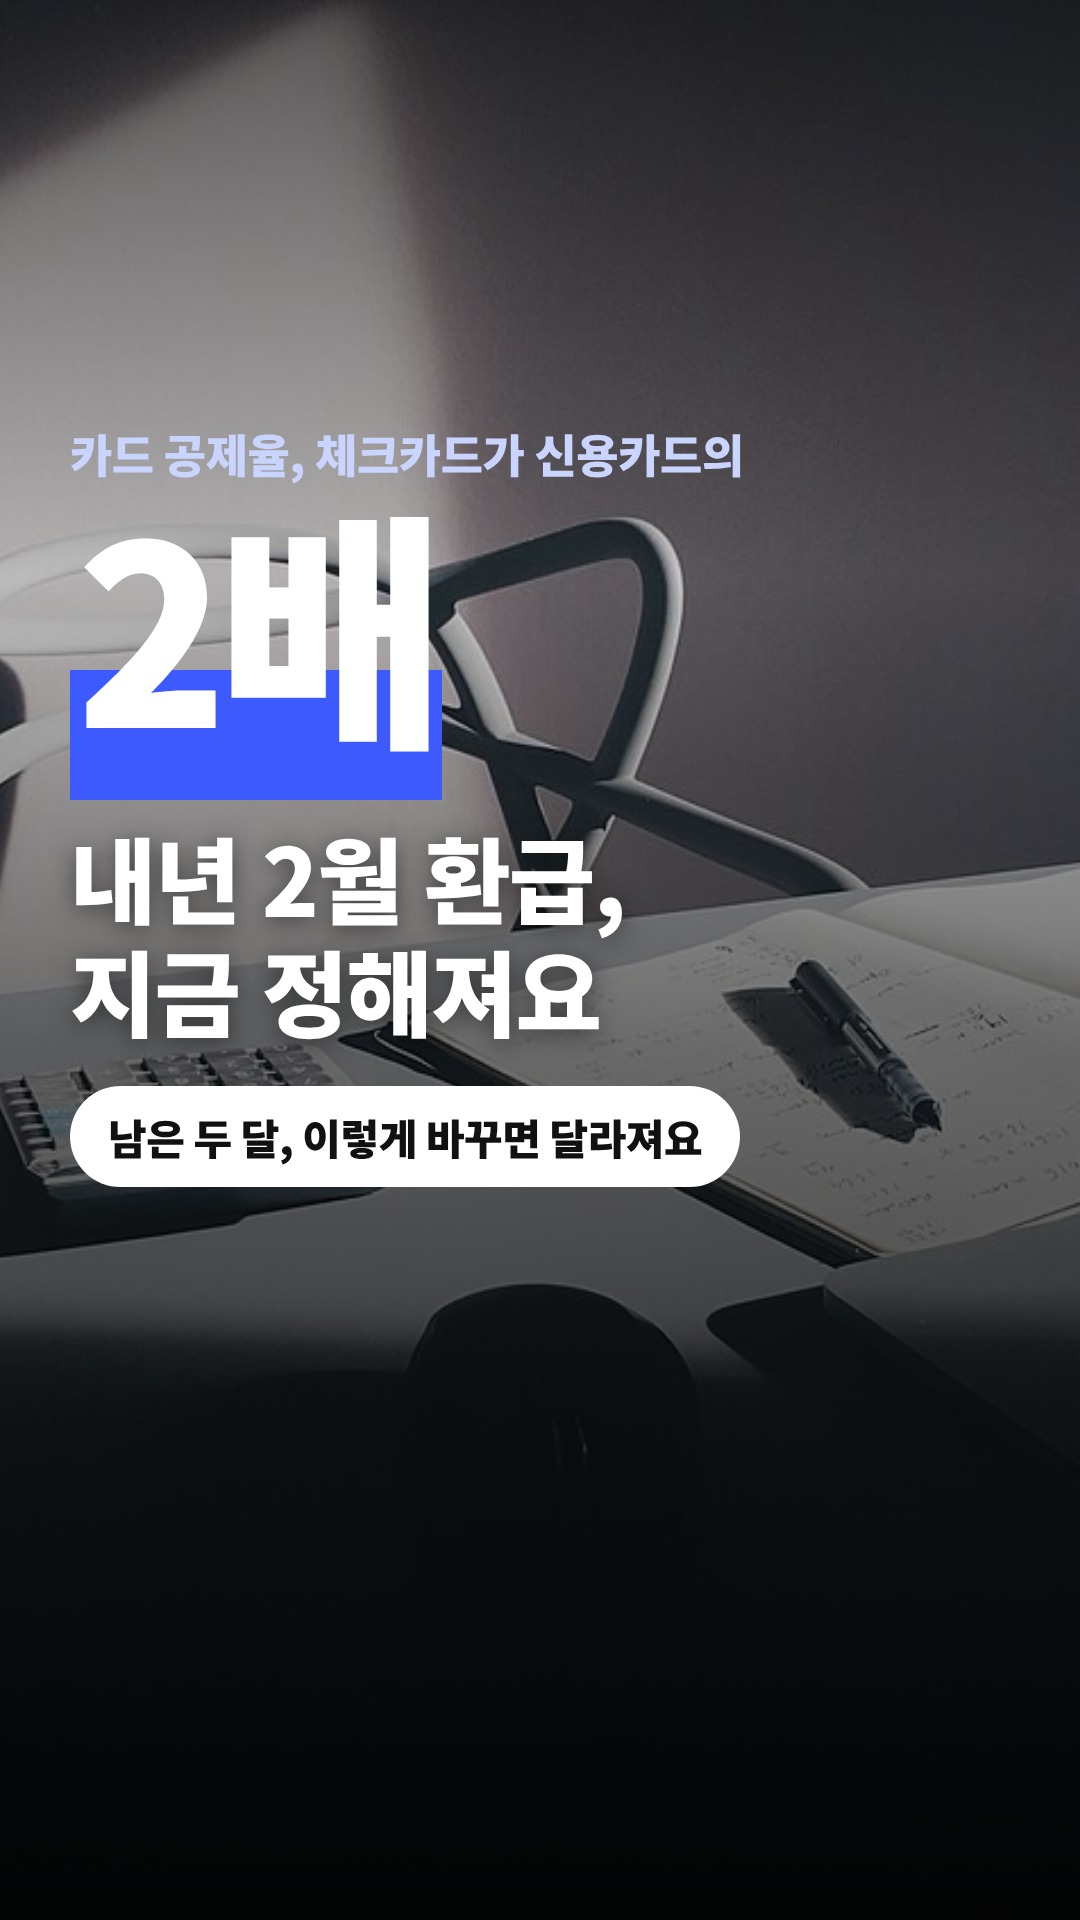 카드 공제율, 체크카드가 신용카드의
2배
내년 2월 환급,
지금 정해져요
남은 두 달, 이렇게 바꾸면 달라져요